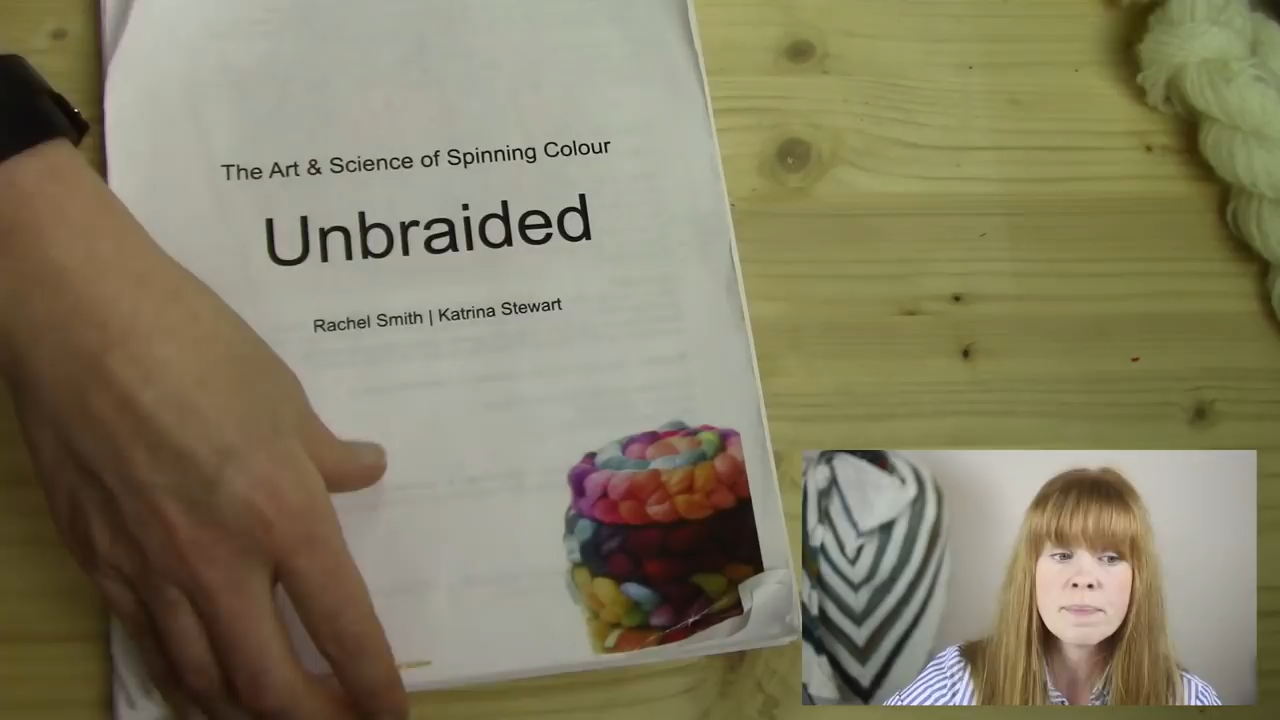 The Art & Science of Spinning Colour
Unbraided
Rachel Smith | Katrina Stewart